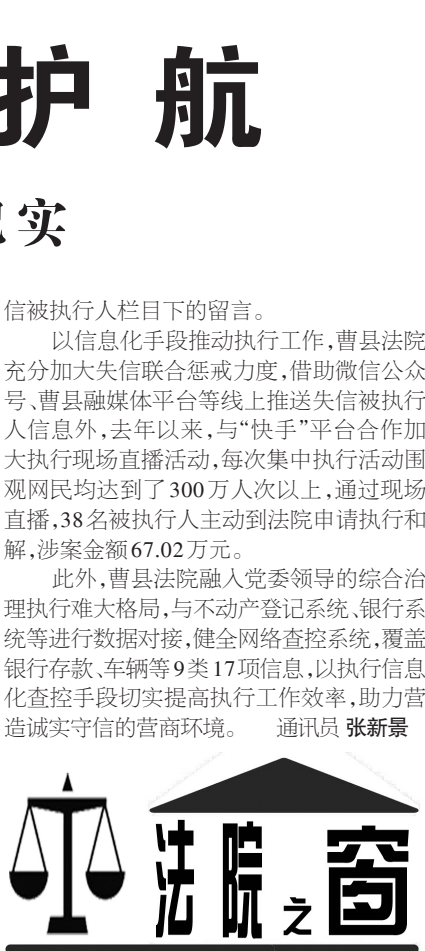 护 航
实
信被执行人栏目下的留言。
以信息化手段推动执行工作,曹县法院
充分加大失信联合惩戒力度,借助微信公众
号、曹县融媒体平台等线上推送失信被执行
人信息外,去年以来,与“快手”平台合作加
大执行现场直播活动,每次集中执行活动围
观网民均达到了300万人次以上,通过现场
直播,38名被执行人主动到法院申请执行和
解,涉案金额67.02万元。
此外,曹县法院融入党委领导的综合治
理执行难大格局,与不动产登记系统、银行系
统等进行数据对接,健全网络查控系统,覆盖
银行存款、车辆等9类17项信息,以执行信息
化查控手段切实提高执行工作效率,助力营
造诚实守信的营商环境。 通讯员 张新景
法院之窗